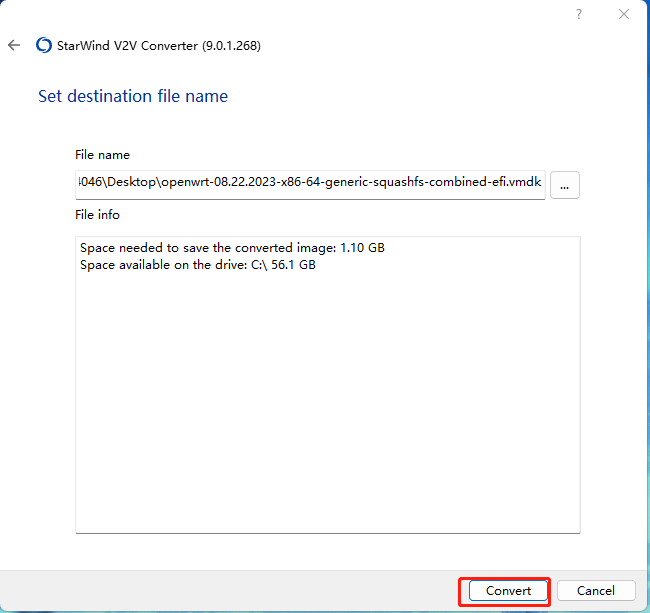 ?
StarWind V2V Converter (9.0.1.268)
Set destination file name
File name
046\Desktop\openwrt-08.22.2023-x86-64-generic-squashfs-combined-efi.vmdk
...
File info
Space needed to save the converted image: 1.10 GB
Space available on the drive: C:\ 56.1 GB
Convert
Cancel